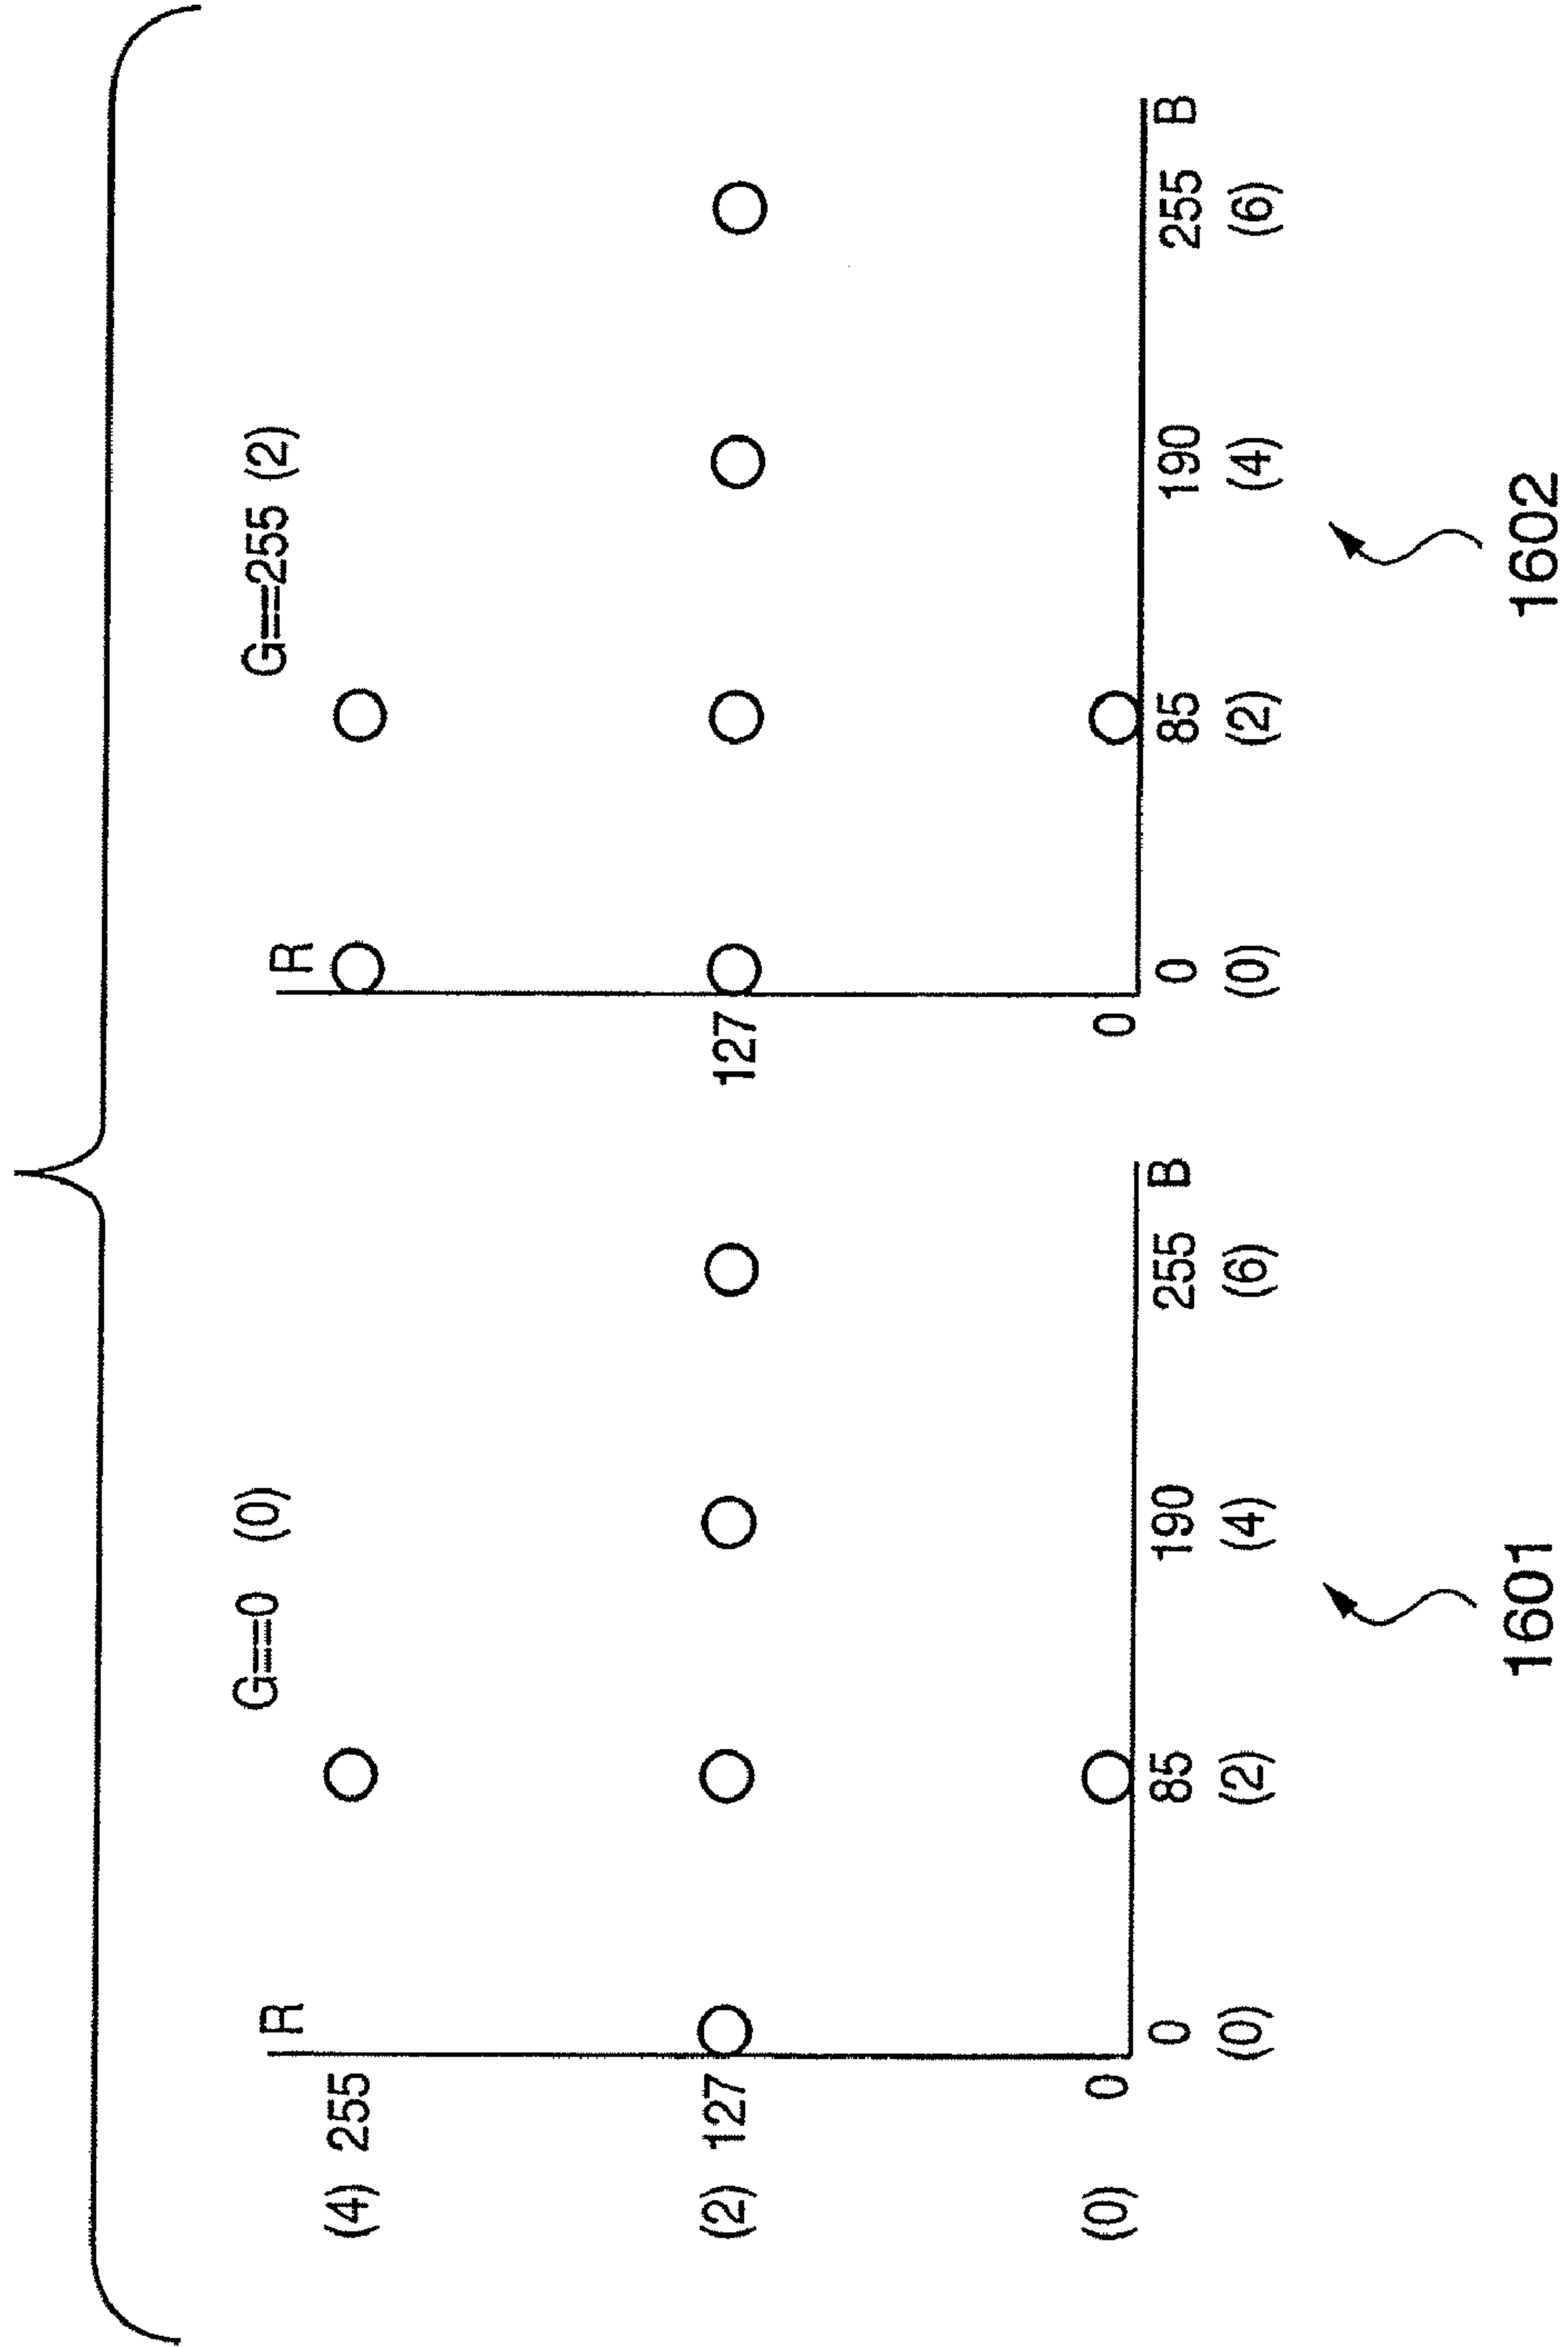 G==0 (0)
R
(4) 255
(2) 127
(0) 0
0 85 190 255 B
(0) (2) (4) (6)
1601
G==255 (2)
R
127
0
0 85 190 255 B
(0) (2) (4) (6)
1602